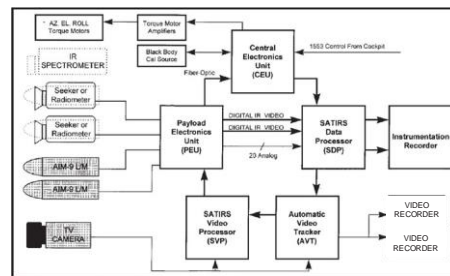 AZ, EL, ROLL
Torque Motors
Torque Motor
Amplifiers
IR
SPECTROMETER
Black Body
Cal Source
Central
Electronics
Unit
(CEU)
1553 Control From Cockpit
Fiber-Optic
Seeker or
Radiometer
Seeker or
Radiometer
AIM-9 L/M
AIM-9 L/M
Payload
Electronics
Unit
(PEU)
DIGITAL IR VIDEO
DIGITAL IR VIDEO
20 Analog
SATIRS
Data
Processor
(SDP)
Instrumentation
Recorder
TV
CAMERA
SATIRS
Video
Processor
(SVP)
Automatic
Video
Tracker
(AVT)
VIDEO
RECORDER
VIDEO
RECORDER